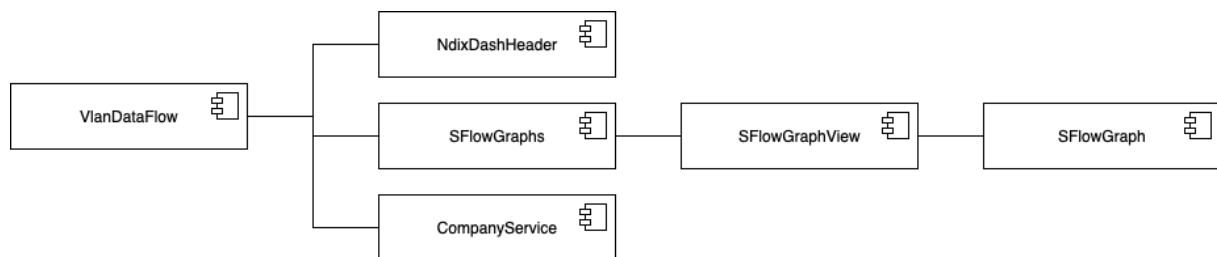 NdixDashHeader
VlanDataFlow
SFlowGraphs
SFlowGraphView
SFlowGraph
CompanyService